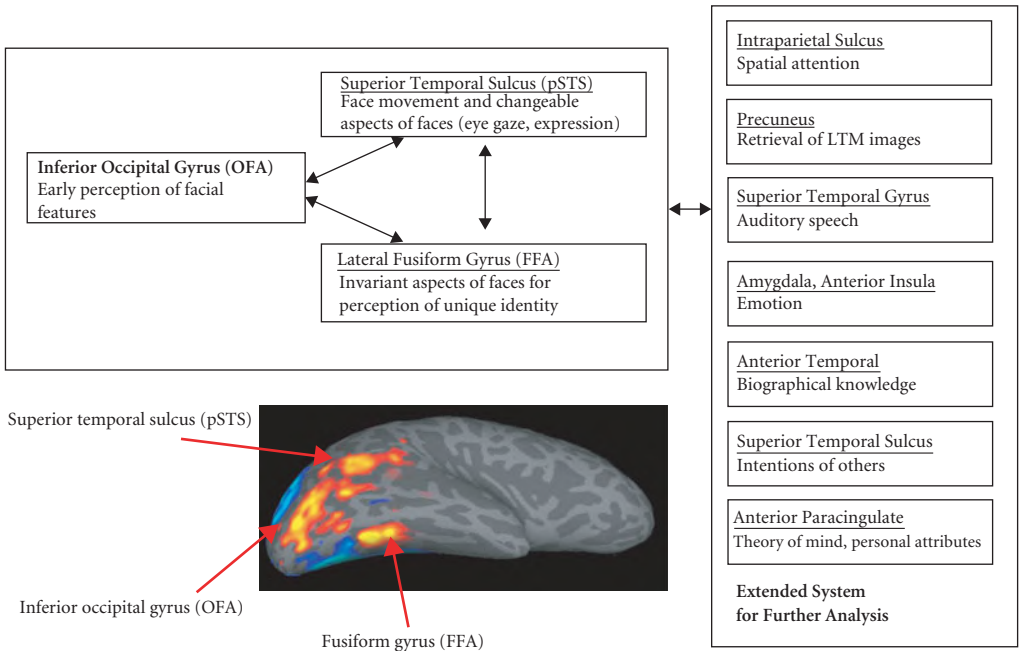 Superior Temporal Sulcus (pSTS)
Face movement and changeable
aspects of faces (eye gaze, expression)
Inferior Occipital Gyrus (OFA)
Early perception of facial
features
Lateral Fusiform Gyrus (FFA)
Invariant aspects of faces for
perception of unique identity
Superior temporal sulcus (pSTS)
Inferior occipital gyrus (OFA)
Fusiform gyrus (FFA)
Intraparietal Sulcus
Spatial attention
Precuneus
Retrieval of LTM images
Superior Temporal Gyrus
Auditory speech
Amygdala, Anterior Insula
Emotion
Anterior Temporal
Biographical knowledge
Superior Temporal Sulcus
Intentions of others
Anterior Paracingulate
Theory of mind, personal attributes
Extended System
for Further Analysis